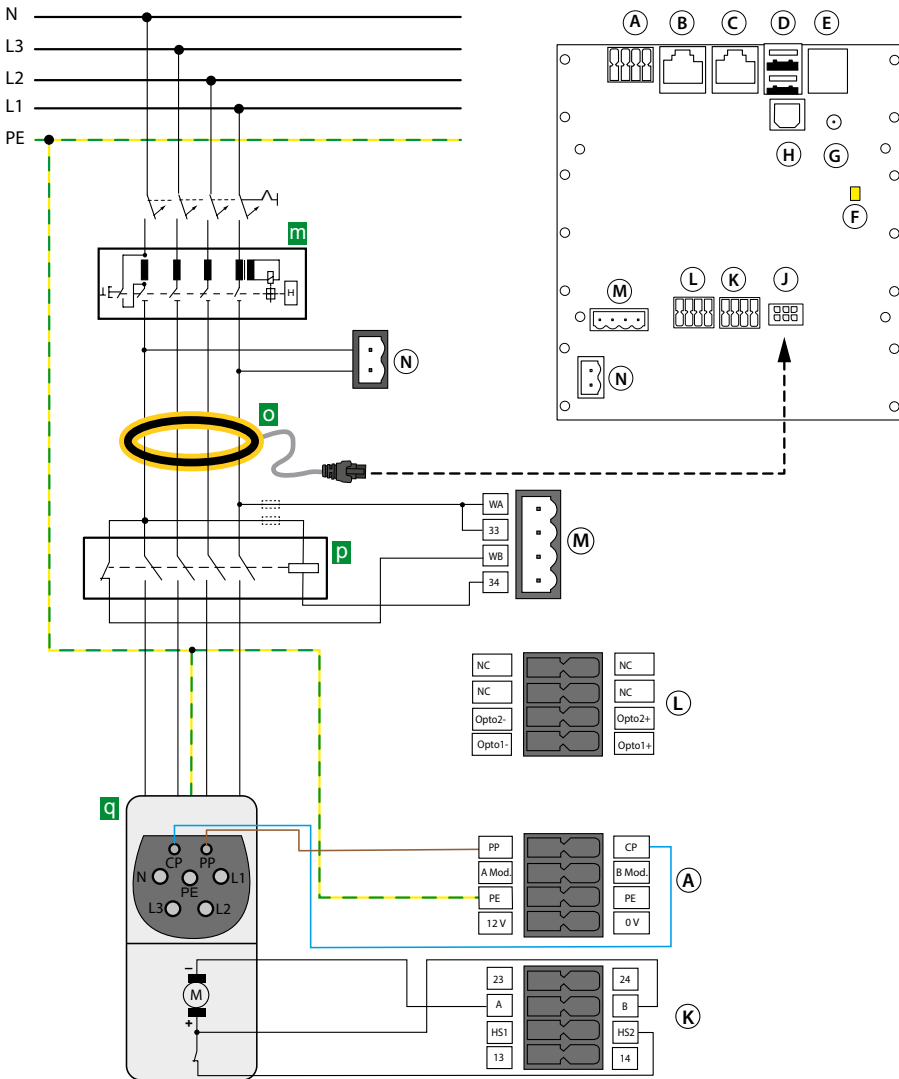 N
L3
L2
L1
PE
A
B
C
D
E
H
G
F
m
H
M
L
K
J
N
N
o
WA
33
WB
34
M
p
NC
NC
NC
NC
Opto2-
Opto2+
Opto1-
Opto1+
L
q
CP PP
N
L1
PE
L3
L2
PP
CP
A Mod.
B Mod.
PE
PE
12 V
0 V
A
−
M
+
23
24
A
B
HS1
HS2
13
14
K